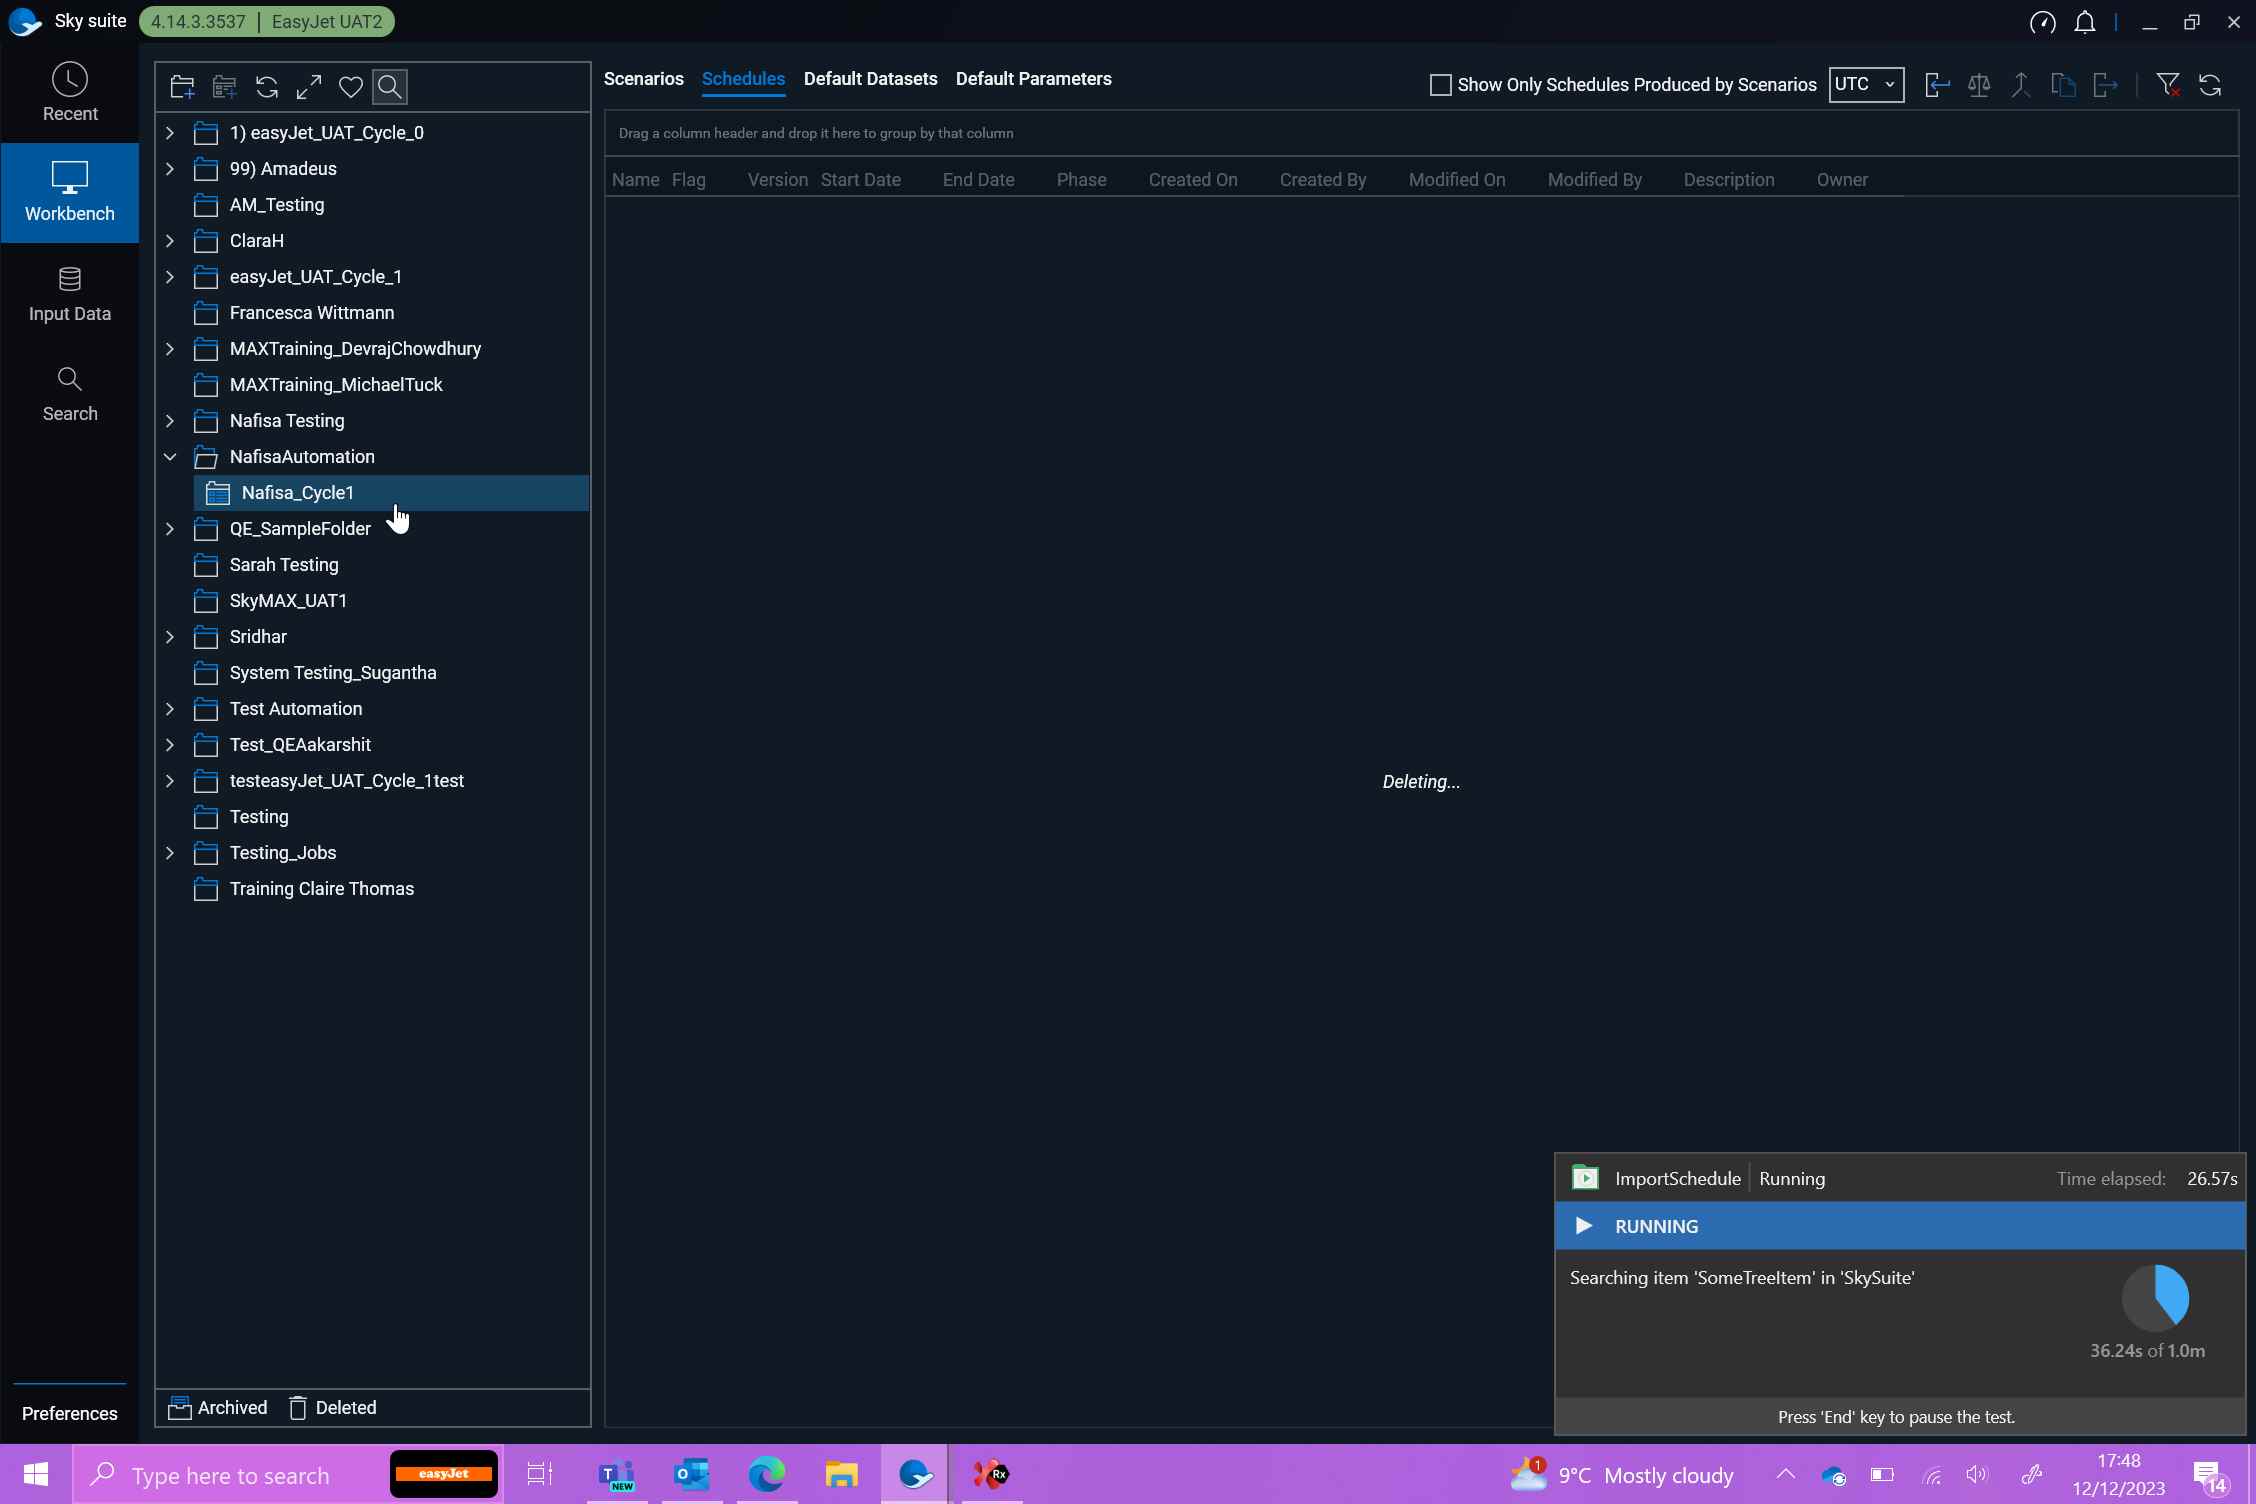 Sky suite 4.14.3.3537 | EasyJet UAT2
Recent
Workbench
Input Data
Search
Preferences
1) easyJet_UAT_Cycle_0
99) Amadeus
AM_Testing
ClaraH
easyJet_UAT_Cycle_1
Francesca Wittmann
MAXTraining_DevrajChowdhury
MAXTraining_MichaelTuck
Nafisa Testing
NafisaAutomation
Nafisa_Cycle1
QE_SampleFolder
Sarah Testing
SkyMAX_UAT1
Sridhar
System Testing_Sugantha
Test Automation
Test_QEAakarshit
testeasyJet_UAT_Cycle_1test
Testing
Testing_Jobs
Training Claire Thomas
Archived Deleted
Scenarios Schedules Default Datasets Default Parameters
Show Only Schedules Produced by Scenarios UTC
Drag a column header and drop it here to group by that column
Name Flag Version Start Date End Date Phase Created On Created By Modified On Modified By Description Owner
Deleting...
ImportSchedule | Running Time elapsed: 26.57s
RUNNING
Searching item 'SomeTreeItem' in 'SkySuite'
36.24s of 1.0m
Press 'End' key to pause the test.
Type here to search
easyJet
T NEW
O
Rx
1
9°C Mostly cloudy
17:48
12/12/2023
14